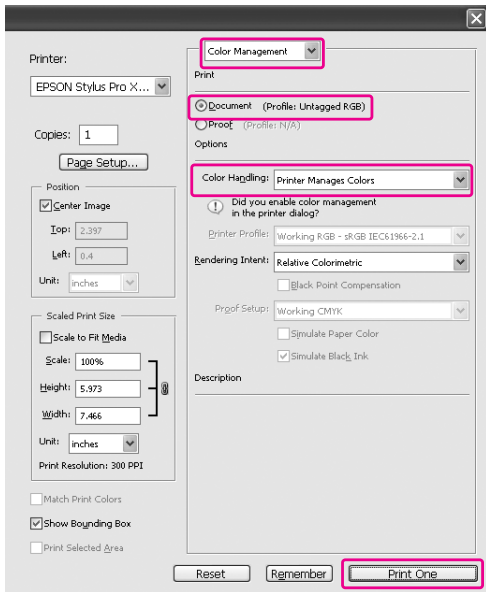 Printer:
EPSON Stylus Pro X...
Copies: 1
Page Setup...
Position
Center Image
Top: 2.397
Left: 0.4
Unit: inches
Scaled Print Size
Scale to Fit Media
Scale: 100%
Height: 5.973
Width: 7.466
Unit: inches
Print Resolution: 300 PPI
Match Print Colors
Show Bounding Box
Print Selected Area
Color Management
Print
Document (Profile: Untagged RGB)
Proof (Profile: N/A)
Options
Color Handling: Printer Manages Colors
Did you enable color management
in the printer dialog?
Printer Profile: Working RGB - sRGB IEC61966-2.1
Rendering Intent: Relative Colorimetric
Black Point Compensation
Proof Setup: Working CMYK
Simulate Paper Color
Simulate Black Ink
Description
Reset Remember Print One